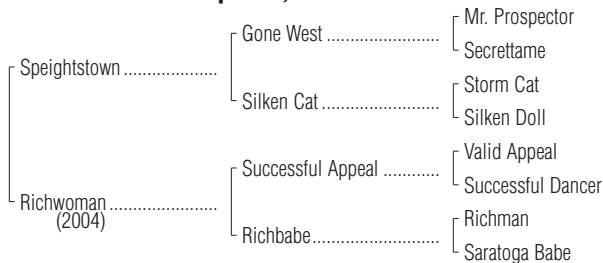 Mr. Prospector
Gone West ........................
Secrettame
Speightstown ....................
Storm Cat
Silken Cat .........................
Silken Doll
Valid Appeal
Successful Appeal ............
Successful Dancer
Richwoman.......................
(2004)
Richman
Richbabe...........................
Saratoga Babe